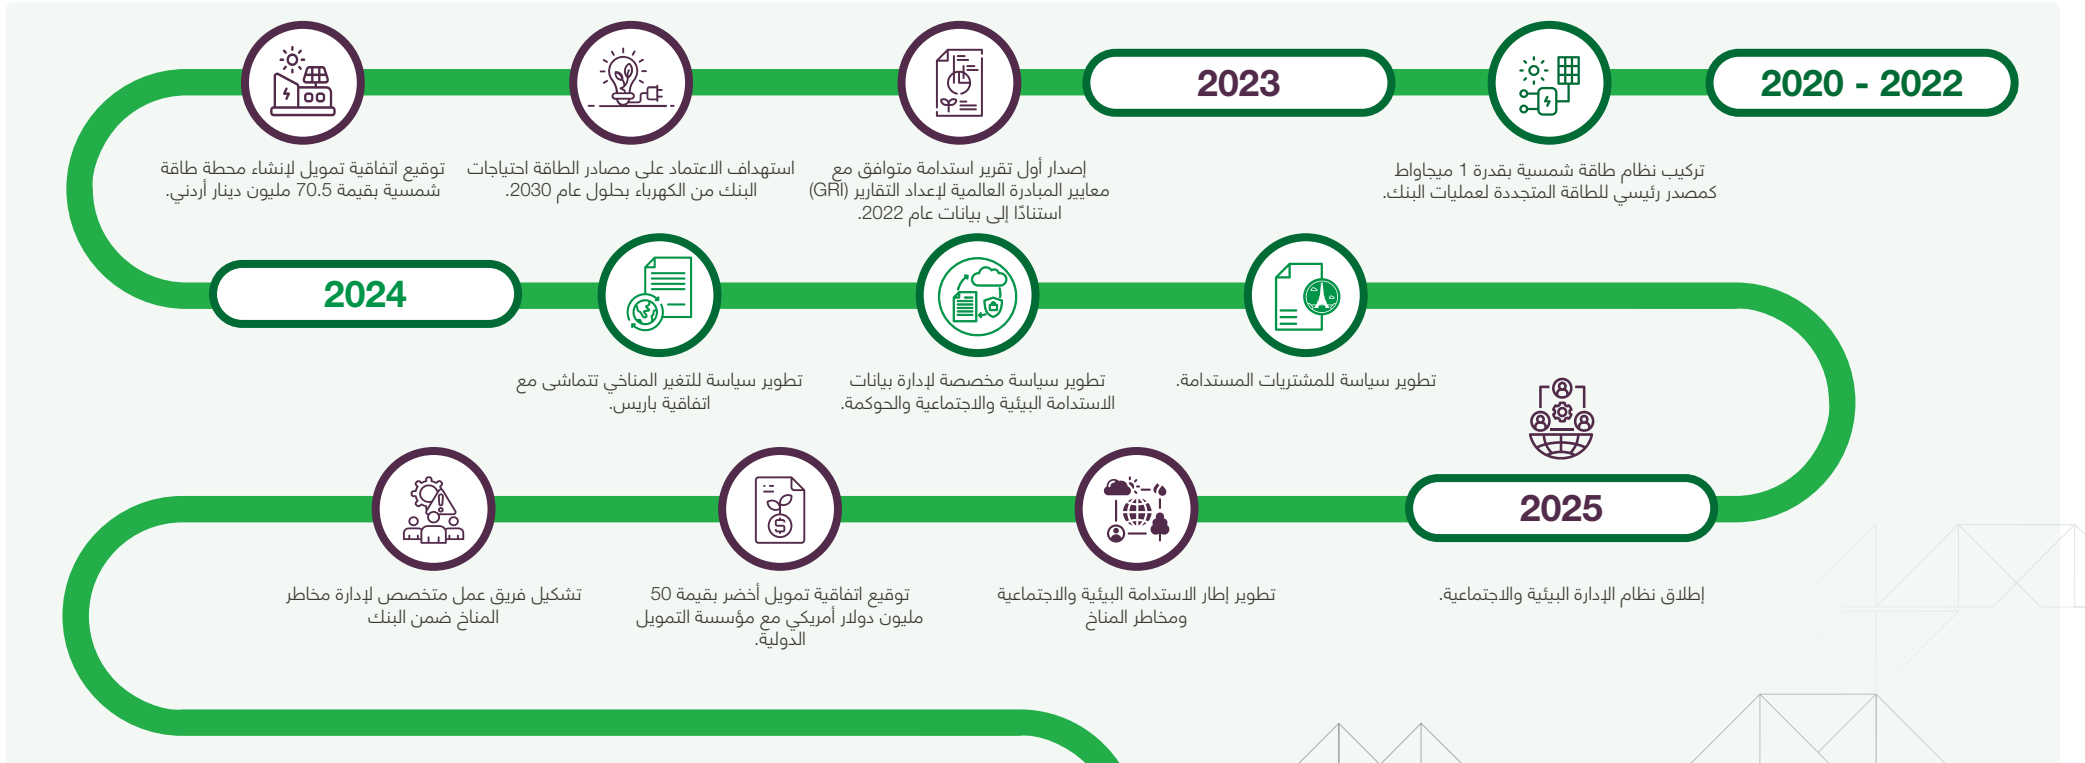 2020 - 2022
تركيب نظام طاقة شمسية بقدرة 1 ميجاواط
كمصدر رئيسي للطاقة المتجددة لعمليات البنك.
2023
إصدار أول تقرير استدامة متوافق مع
معايير المبادرة العالمية لإعداد التقارير (GRI)
استنادًا إلى بيانات عام 2022.
استهداف الاعتماد على مصادر الطاقة احتياجات
البنك من الكهرباء بحلول عام 2030.
توقيع اتفاقية تمويل لإنشاء محطة طاقة
شمسية بقيمة 70.5 مليون دينار أردني.
2024
تطوير سياسة للتغير المناخي تتماشى مع
اتفاقية باريس.
تطوير سياسة مخصصة لإدارة بيانات
الاستدامة البيئية والاجتماعية والحوكمة.
تطوير سياسة للمشتريات المستدامة.
2025
إطلاق نظام الإدارة البيئية والاجتماعية.
تطوير إطار الاستدامة البيئية والاجتماعية
ومخاطر المناخ
توقيع اتفاقية تمويل أخضر بقيمة 50
مليون دولار أمريكي مع مؤسسة التمويل
الدولية.
تشكيل فريق عمل متخصص لإدارة مخاطر
المناخ ضمن البنك